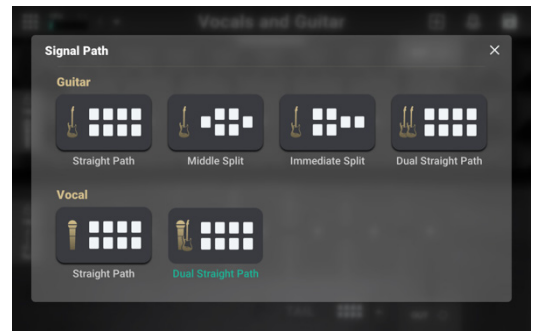 Vocals and Guitar
Signal Path
Guitar
Straight Path
Middle Split
Immediate Split
Dual Straight Path
Vocal
Straight Path
Dual Straight Path